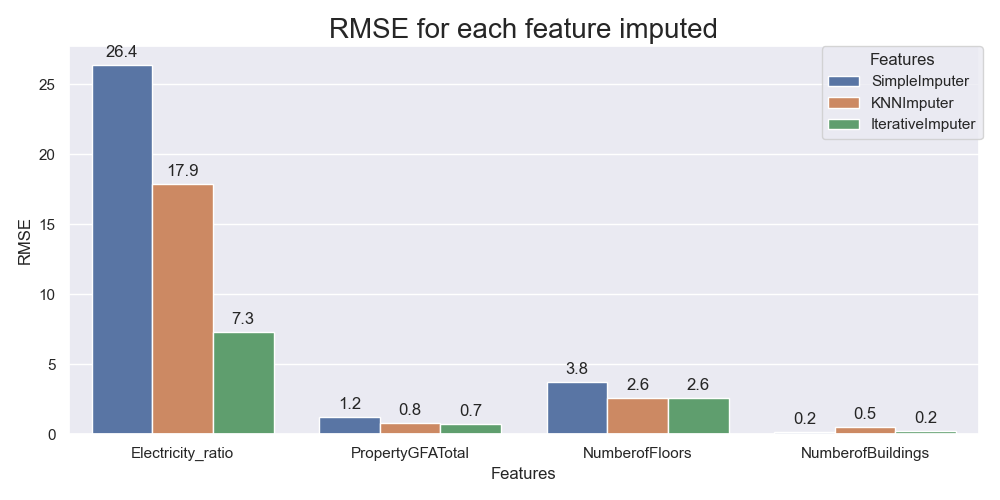 RMSE for each feature imputed
Features
SimpleImputer
KNNImputer
IterativeImputer
RMSE
25
20
15
10
5
0
26.4
17.9
7.3
1.2
0.8
0.7
3.8
2.6
2.6
0.2
0.5
0.2
Electricity_ratio
PropertyGFATotal
NumberofFloors
NumberofBuildings
Features